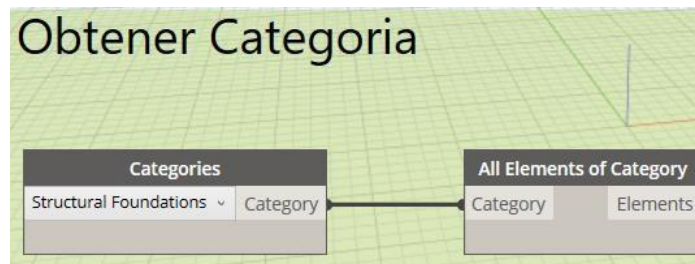 Obtener Categoria
Categories
All Elements of Category
Structural Foundations
Category
Category
Elements